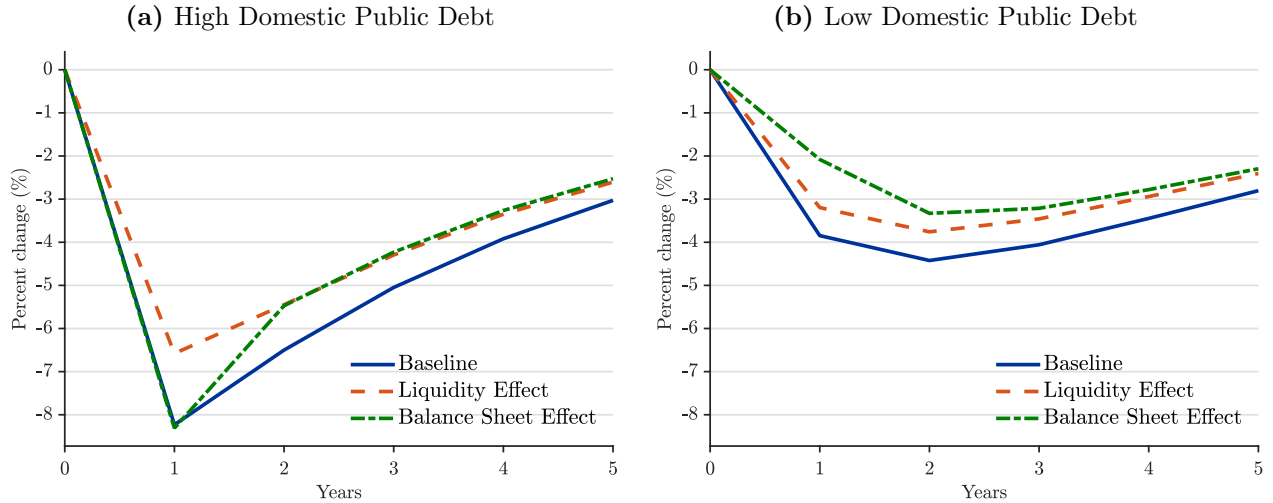 (a) High Domestic Public Debt
Percent change (%)
0
-1
-2
-3
-4
-5
-6
-7
-8
Baseline
Liquidity Effect
Balance Sheet Effect
0 1 2 3 4 5
Years
(b) Low Domestic Public Debt
Percent change (%)
0
-1
-2
-3
-4
-5
-6
-7
-8
Baseline
Liquidity Effect
Balance Sheet Effect
0 1 2 3 4 5
Years